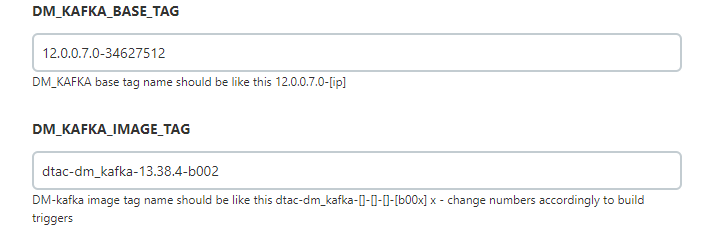 DM_KAFKA_BASE_TAG
12.0.0.7.0-34627512
DM_KAFKA base tag name should be like this 12.0.0.7.0-[ip]
DM_KAFKA_IMAGE_TAG
dtac-dm_kafka-13.38.4-b002
DM-kafka image tag name should be like this dtac-dm_kafka-[]-[]-[]-[b00x] x - change numbers accordingly to build
triggers